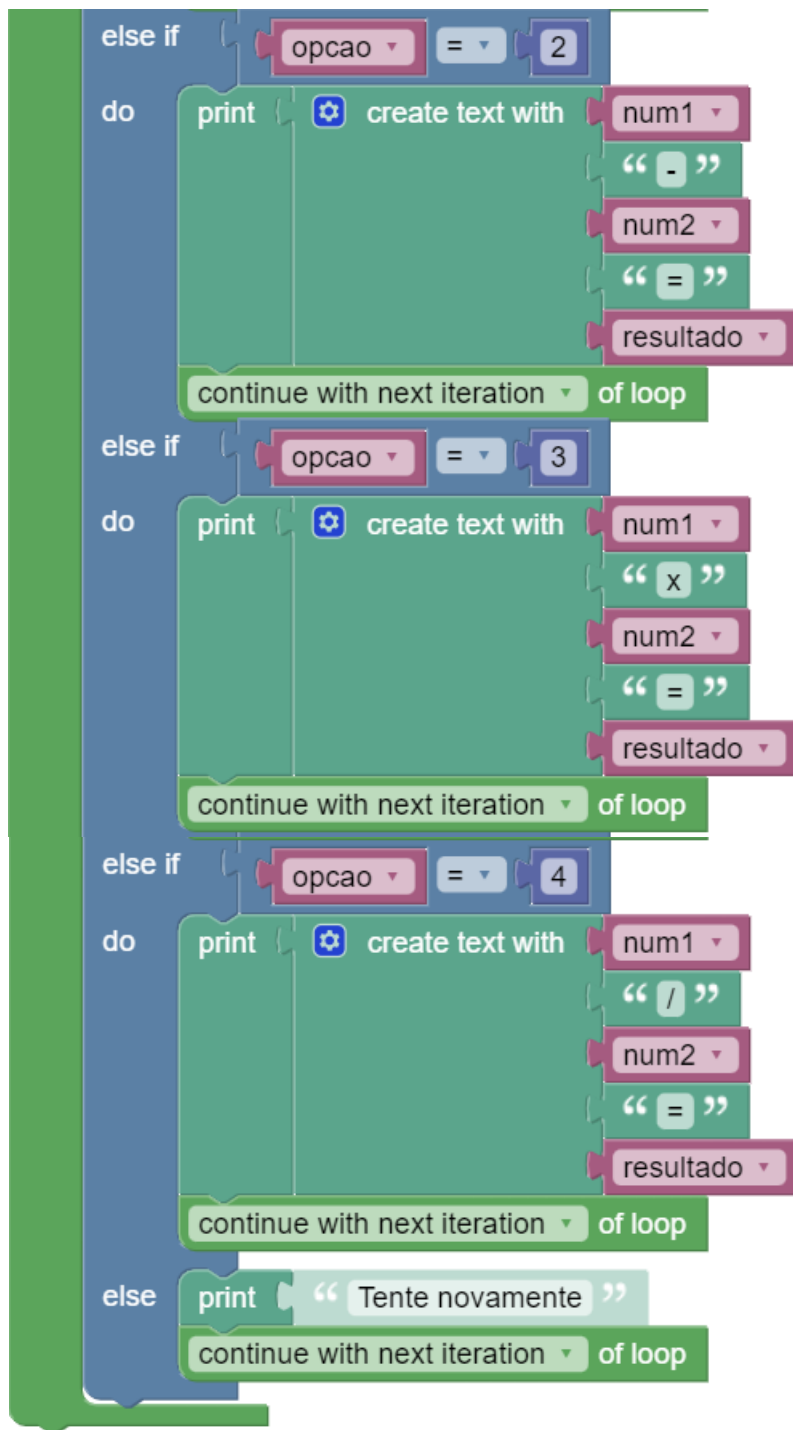 else if opcao = 2
do print create text with num1
“ - ”
num2
“ = ”
resultado
continue with next iteration of loop
else if opcao = 3
do print create text with num1
“ x ”
num2
“ = ”
resultado
continue with next iteration of loop
else if opcao = 4
do print create text with num1
“ / ”
num2
“ = ”
resultado
continue with next iteration of loop
else print “ Tente novamente ”
continue with next iteration of loop